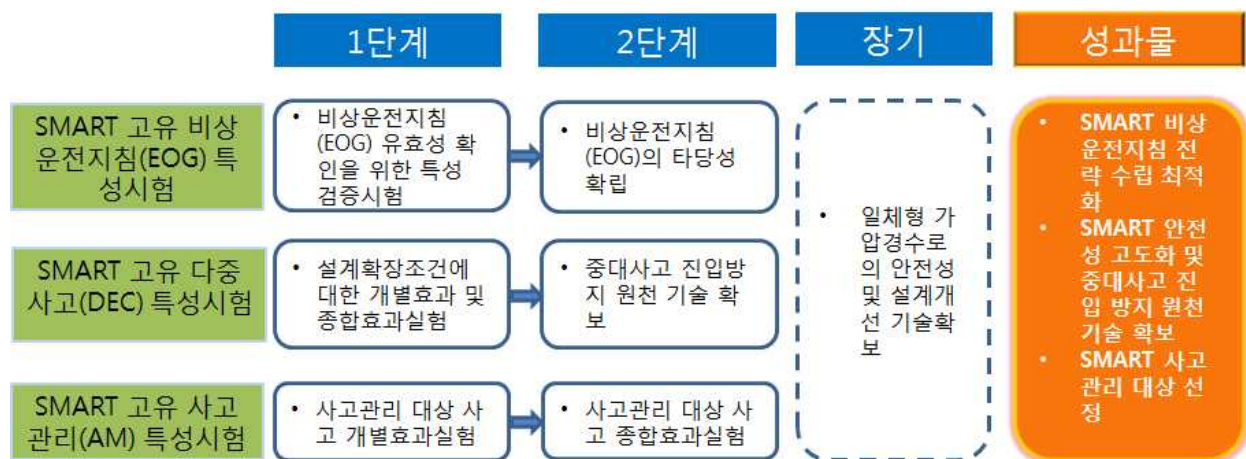 1단계
2단계
장기
성과물
SMART 고유 비상
운전지침(EOG) 특
성시험
• 비상운전지침
(EOG) 유효성 확
인을 위한 특성
검증시험
• 비상운전지침
(EOG)의 타당성
확립
SMART 고유 다중
사고(DEC) 특성시험
• 설계확장조건에
대한 개별효과 및
종합효과실험
• 중대사고 진입방
지 원천 기술 확
보
SMART 고유 사고
관리(AM) 특성시험
• 사고관리 대상 사
고 개별효과실험
• 사고관리 대상 사
고 종합효과실험
• 일체형 가
압경수로
의 안전성
및 설계개
선 기술확
보
• SMART 비상
운전지침 전
략 수립 최적
화
• SMART 안전
성 고도화 및
중대사고 진
입 방지 원천
기술 확보
• SMART 사고
관리 대상 선
정